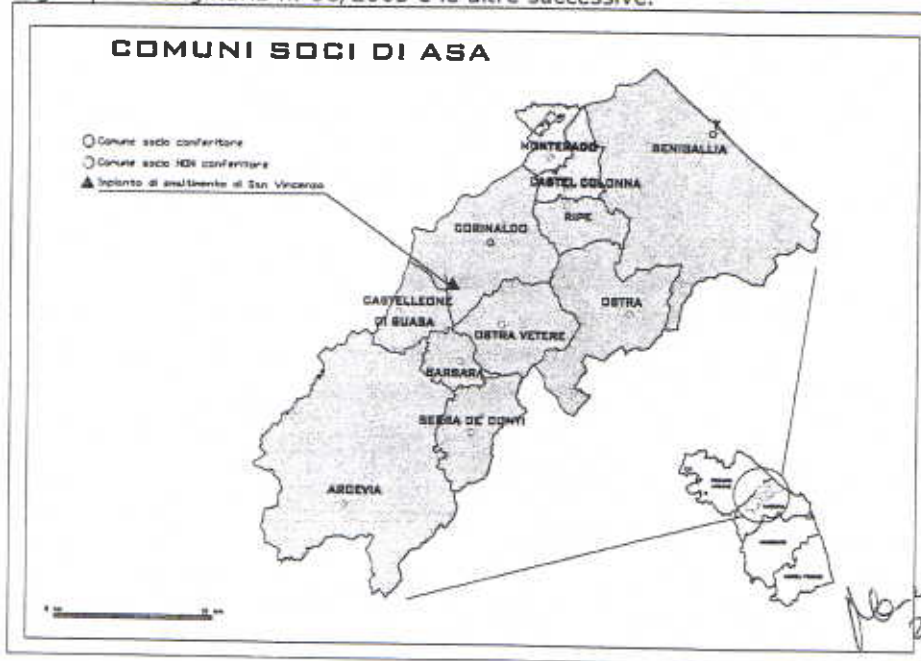 COMUNI SOCI DI ASA
Comune socio conferitore
Comune socio NON conferitore
Impianto di smaltimento di San Vincenzo
MONTERADO
SENIGALLIA
CASTEL COLONNA
RIPE
CORINALDO
CASTELLEONE
DI SUASA
OSTRA
OSTRA VETERE
BARBARA
SERRA DE' CONTI
ARCEVIA